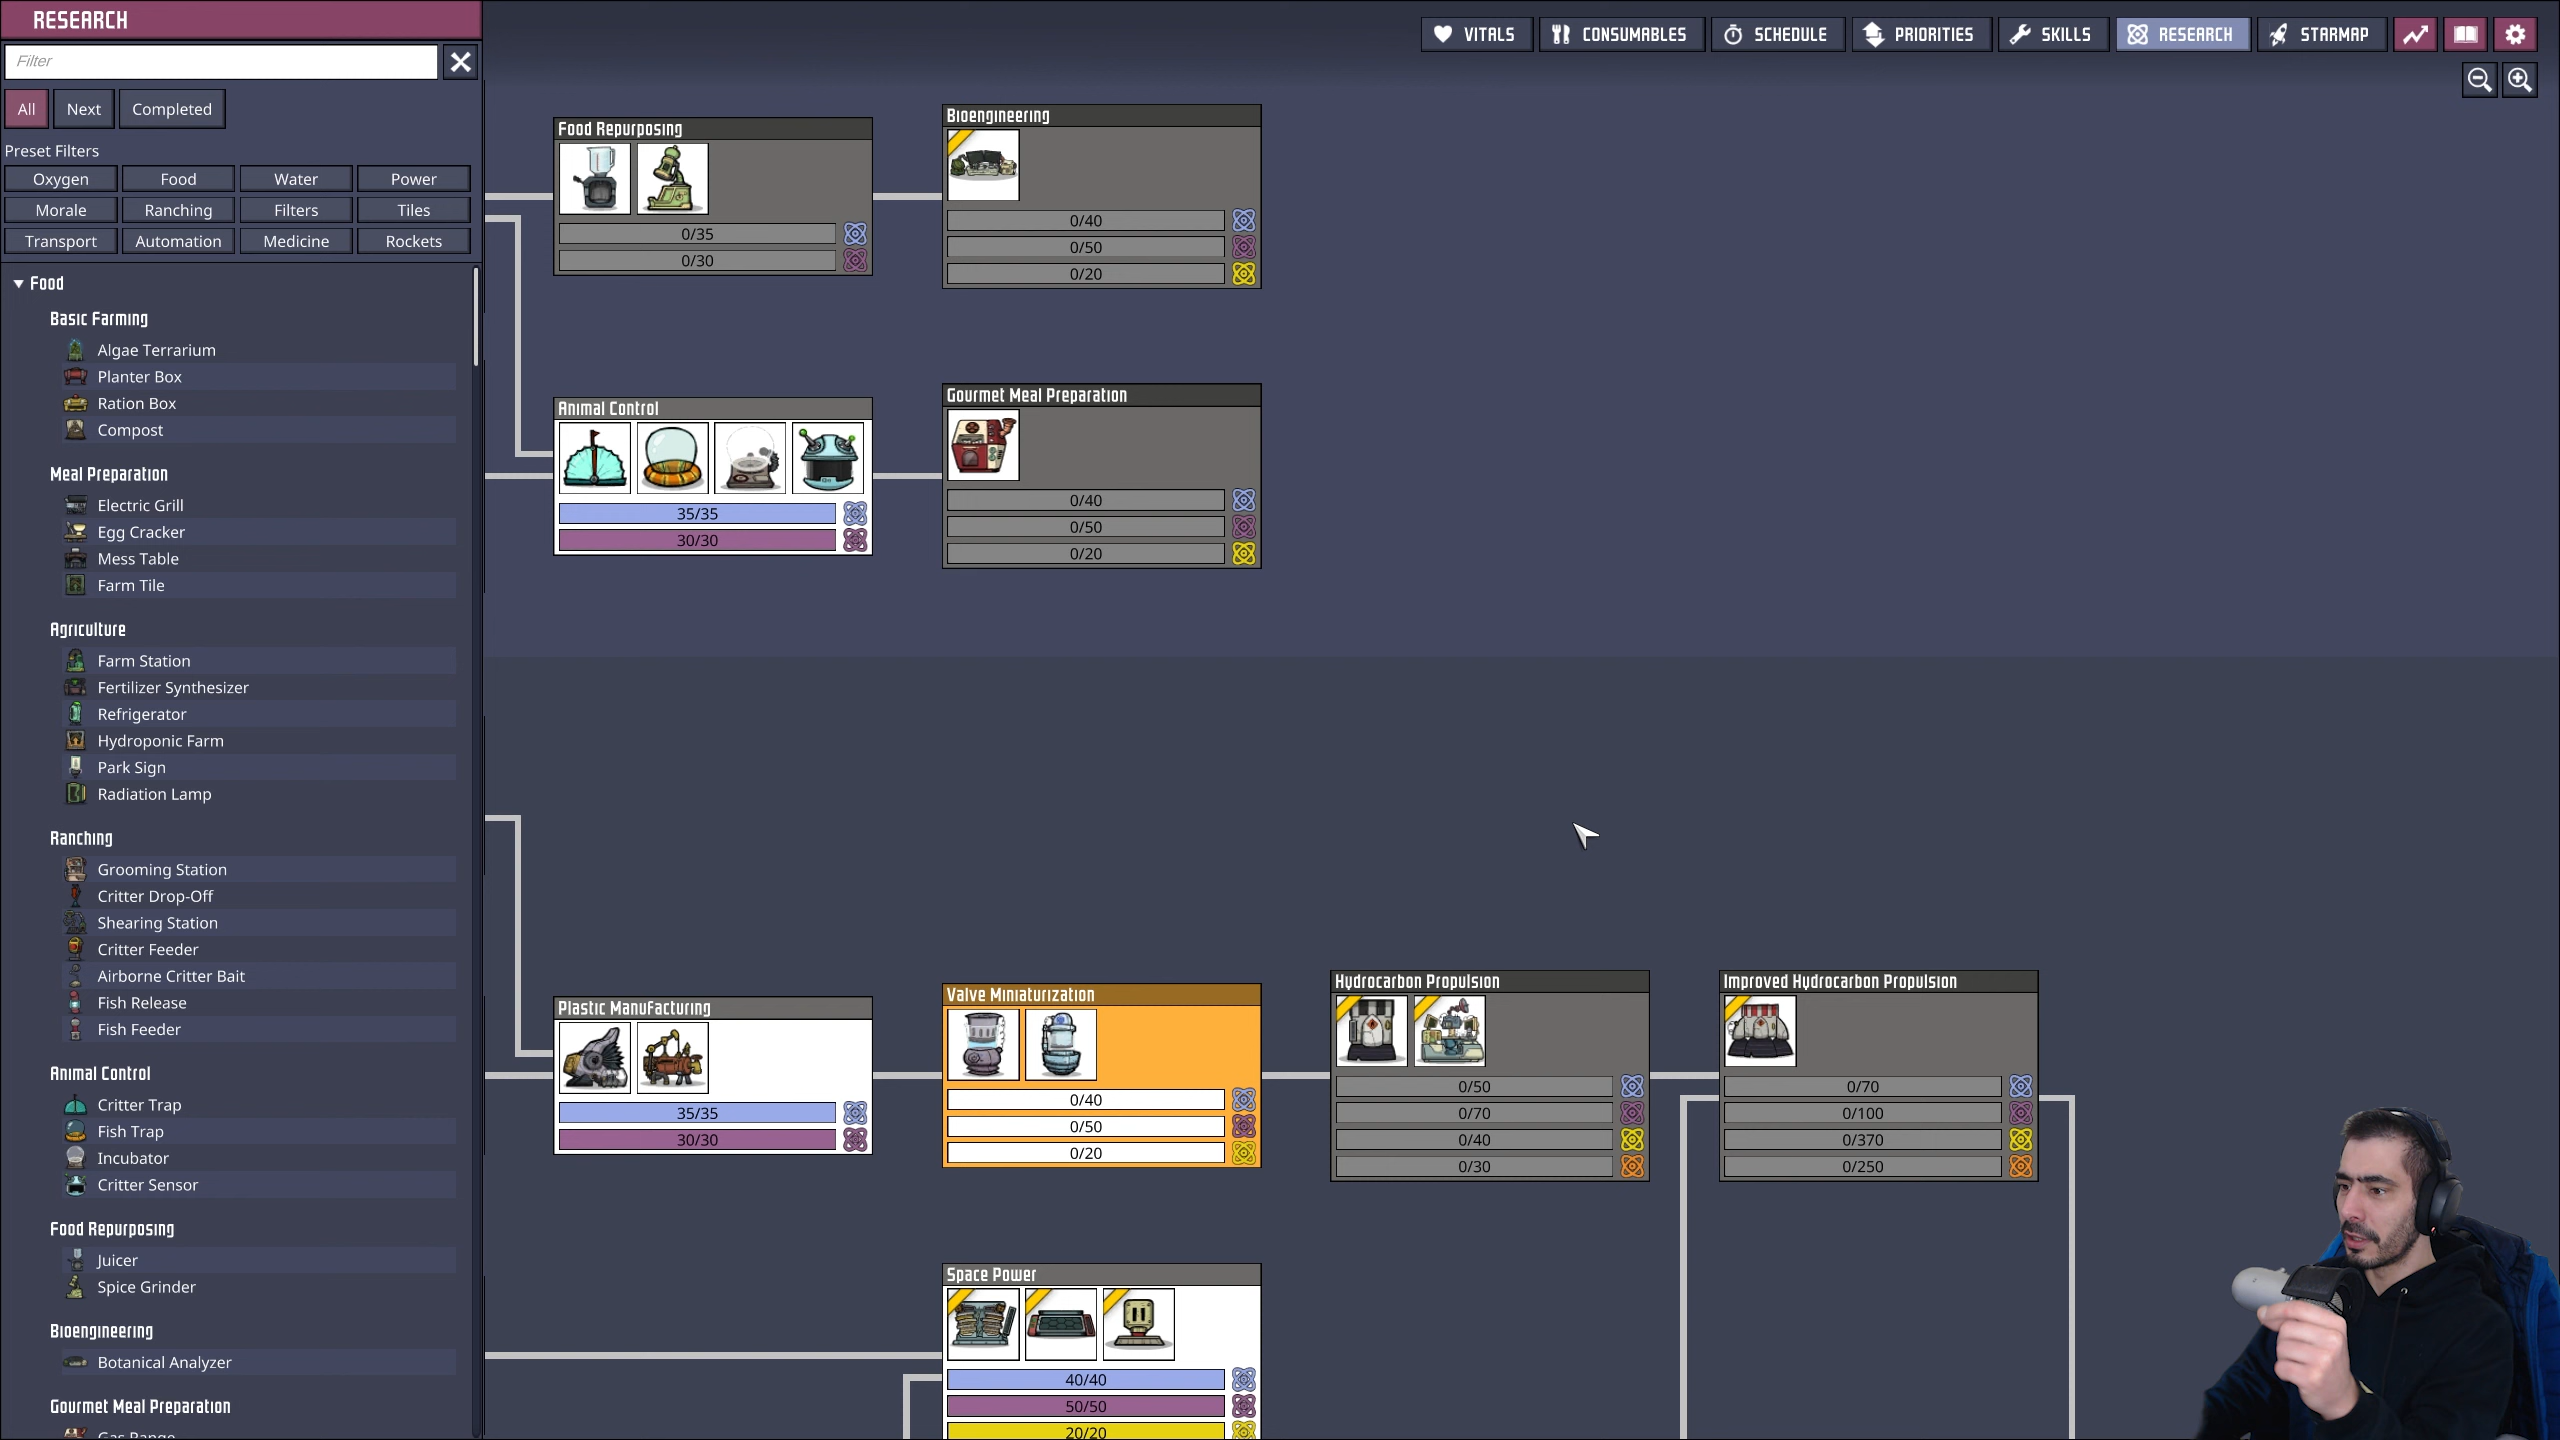 RESEARCH
VITALS
CONSUMABLES
SCHEDULE
PRIORITIES
SKILLS
RESEARCH
STARMAP
Filter
All
Next
Completed
Preset Filters
Oxygen
Food
Water
Power
Morale
Ranching
Filters
Tiles
Transport
Automation
Medicine
Rockets
Food
Basic Farming
Algae Terrarium
Planter Box
Ration Box
Compost
Meal Preparation
Electric Grill
Egg Cracker
Mess Table
Farm Tile
Agriculture
Farm Station
Fertilizer Synthesizer
Refrigerator
Hydroponic Farm
Park Sign
Radiation Lamp
Ranching
Grooming Station
Critter Drop-Off
Shearing Station
Critter Feeder
Airborne Critter Bait
Fish Release
Fish Feeder
Animal Control
Critter Trap
Fish Trap
Incubator
Critter Sensor
Food Repurposing
Juicer
Spice Grinder
Bioengineering
Botanical Analyzer
Gourmet Meal Preparation
Gas Range
Food Repurposing
0/35
0/30
Bioengineering
0/40
0/50
0/20
Animal Control
35/35
30/30
Gourmet Meal Preparation
0/40
0/50
0/20
Plastic Manufacturing
35/35
30/30
Valve Miniaturization
0/40
0/50
0/20
Hydrocarbon Propulsion
0/50
0/70
0/40
0/30
Improved Hydrocarbon Propulsion
0/70
0/100
0/370
0/250
Space Power
40/40
50/50
20/20